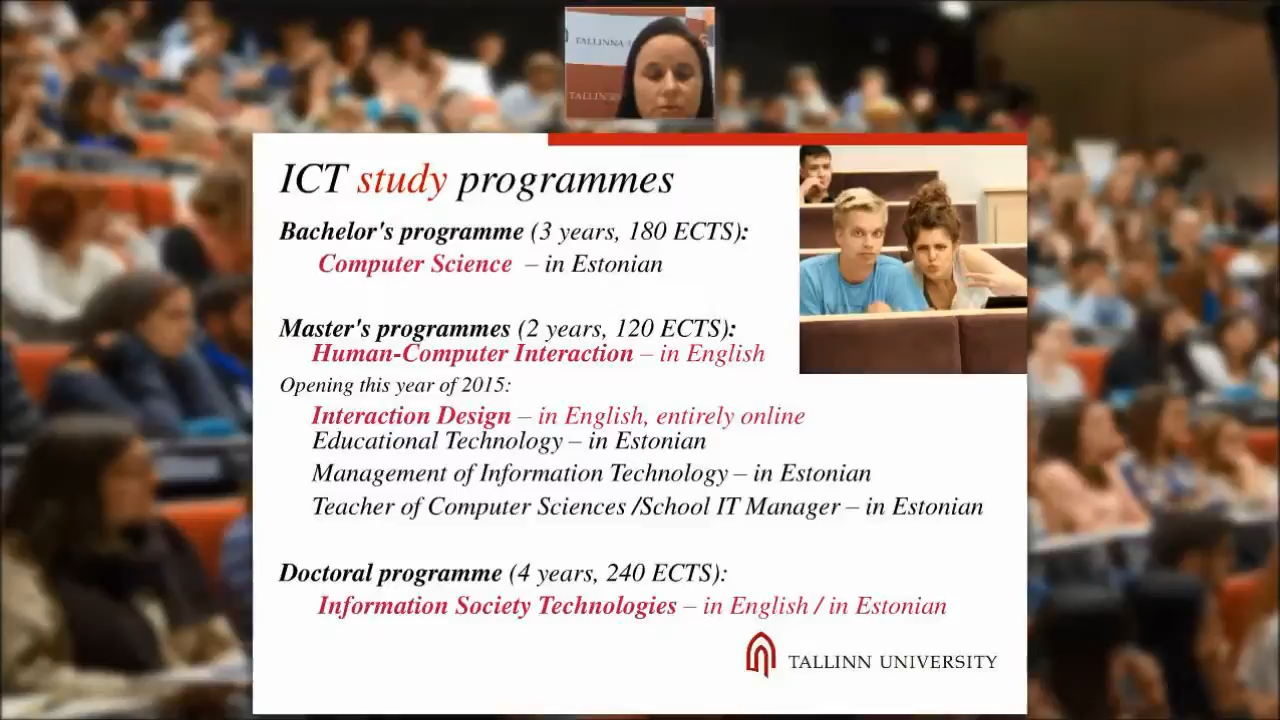 TALLINNA
TALLINN
ICT study programmes
Bachelor's programme (3 years, 180 ECTS):
Computer Science – in Estonian
Master's programmes (2 years, 120 ECTS):
Human-Computer Interaction – in English
Opening this year of 2015:
Interaction Design – in English, entirely online
Educational Technology – in Estonian
Management of Information Technology – in Estonian
Teacher of Computer Sciences /School IT Manager – in Estonian
Doctoral programme (4 years, 240 ECTS):
Information Society Technologies – in English / in Estonian
TALLINN UNIVERSITY